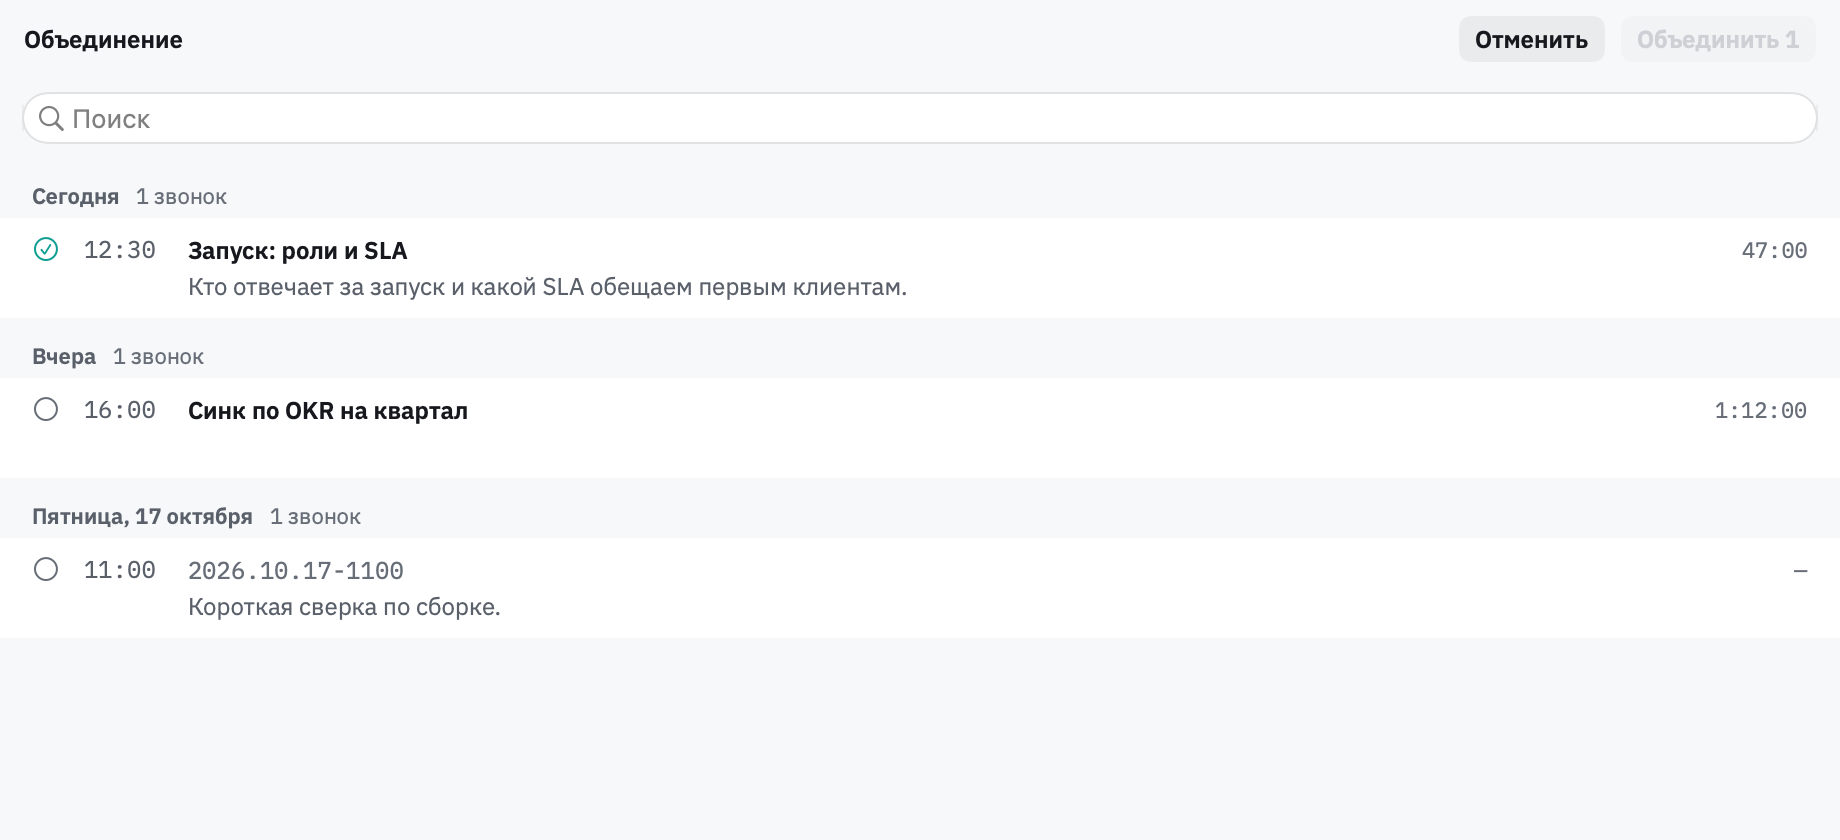 Объединение
Отменить
Объединить 1
Поиск
Сегодня 1 звонок
12:30 Запуск: роли и SLA 47:00
Кто отвечает за запуск и какой SLA обещаем первым клиентам.
Вчера 1 звонок
16:00 Синк по OKR на квартал 1:12:00
Пятница, 17 октября 1 звонок
11:00 2026.10.17-1100 —
Короткая сверка по сборке.